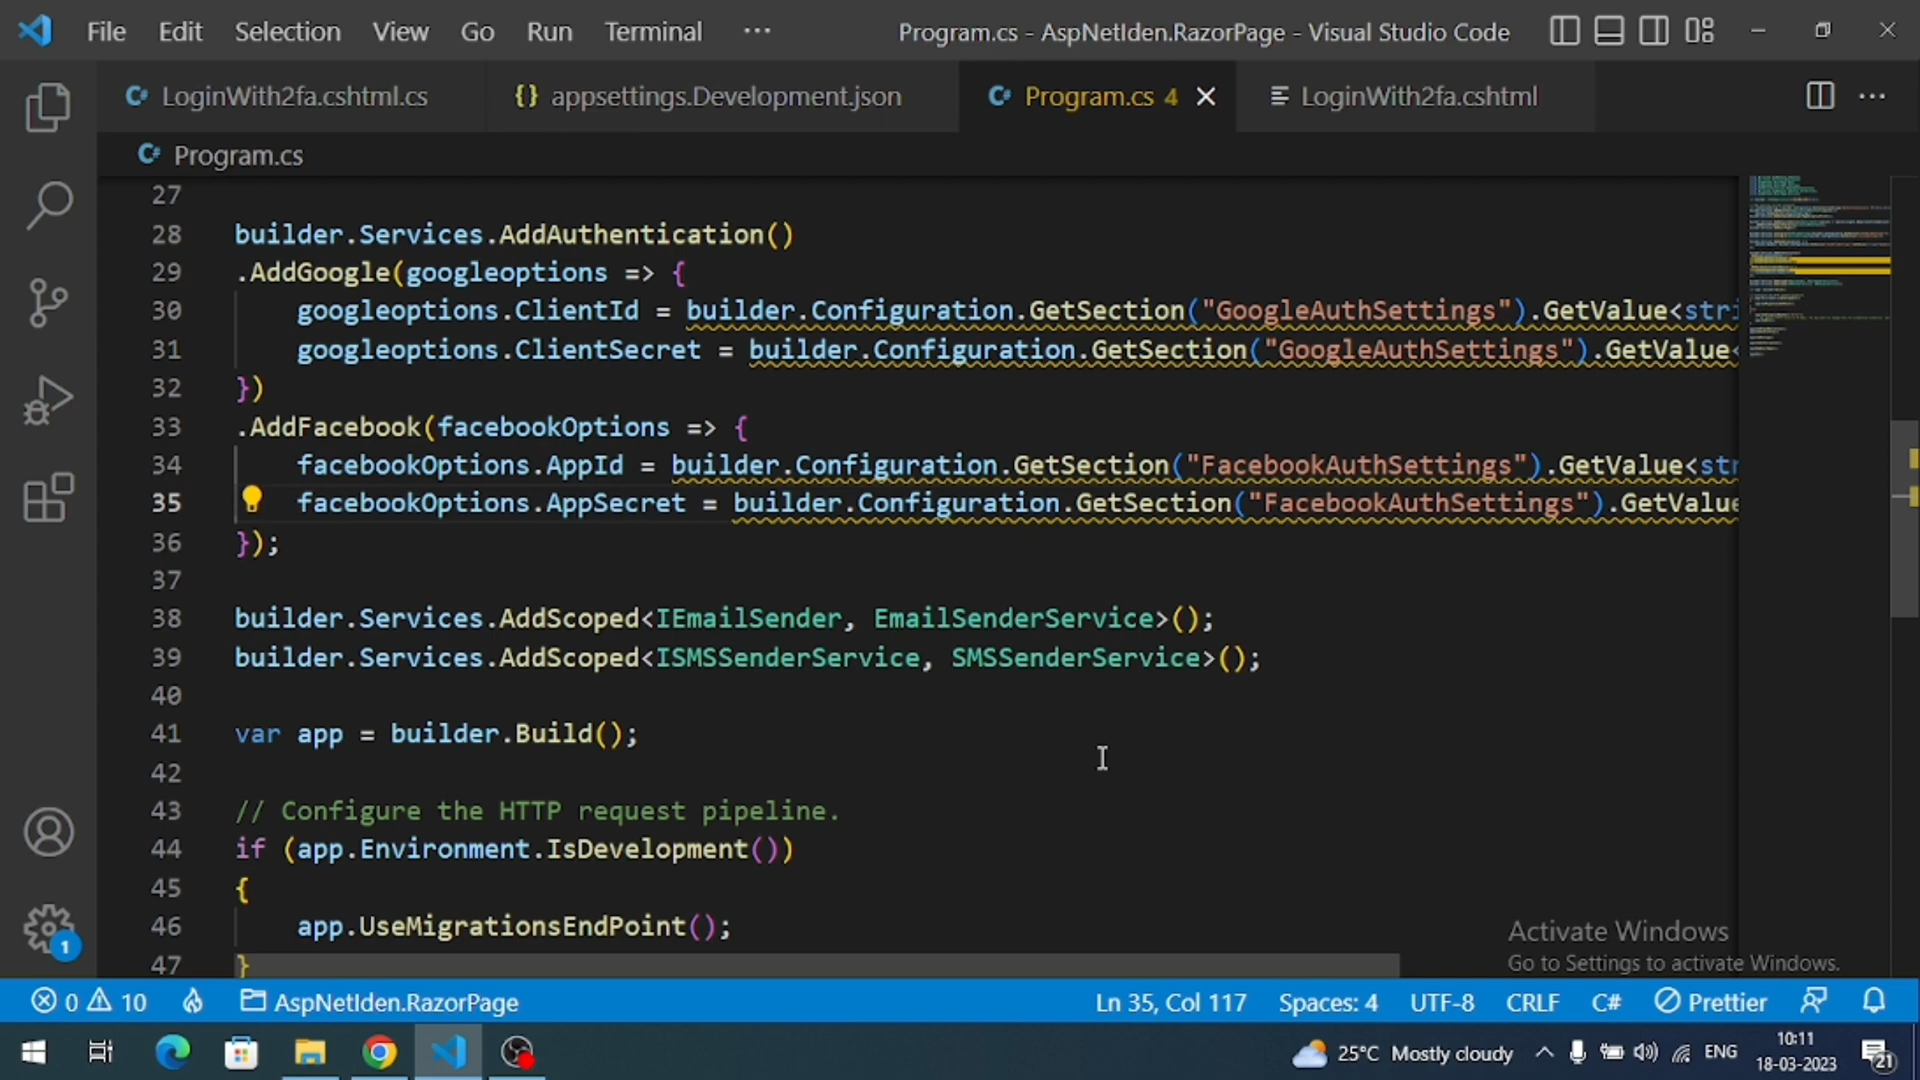 File Edit Selection View Go Run Terminal ··· Program.cs - AspNetIden.RazorPage - Visual Studio Code
LoginWith2fa.cshtml.cs {} appsettings.Development.json Program.cs 4 LoginWith2fa.cshtml
Program.cs
27
28 builder.Services.AddAuthentication()
29 .AddGoogle(googleoptions => {
30 googleoptions.ClientId = builder.Configuration.GetSection("GoogleAuthSettings").GetValue<stri
31 googleoptions.ClientSecret = builder.Configuration.GetSection("GoogleAuthSettings").GetValue<
32 })
33 .AddFacebook(facebookOptions => {
34 facebookOptions.AppId = builder.Configuration.GetSection("FacebookAuthSettings").GetValue<str
35 facebookOptions.AppSecret = builder.Configuration.GetSection("FacebookAuthSettings").GetValue
36 });
37
38 builder.Services.AddScoped<IEmailSender, EmailSenderService>();
39 builder.Services.AddScoped<ISMSSenderService, SMSSenderService>();
40
41 var app = builder.Build();
42
43 // Configure the HTTP request pipeline.
44 if (app.Environment.IsDevelopment())
45 {
46 app.UseMigrationsEndPoint();
47 }
Activate Windows
Go to Settings to activate Windows.
1
0 10 AspNetIden.RazorPage Ln 35, Col 117 Spaces: 4 UTF-8 CRLF C# Prettier
25°C Mostly cloudy ENG 10:11
18-03-2023 21